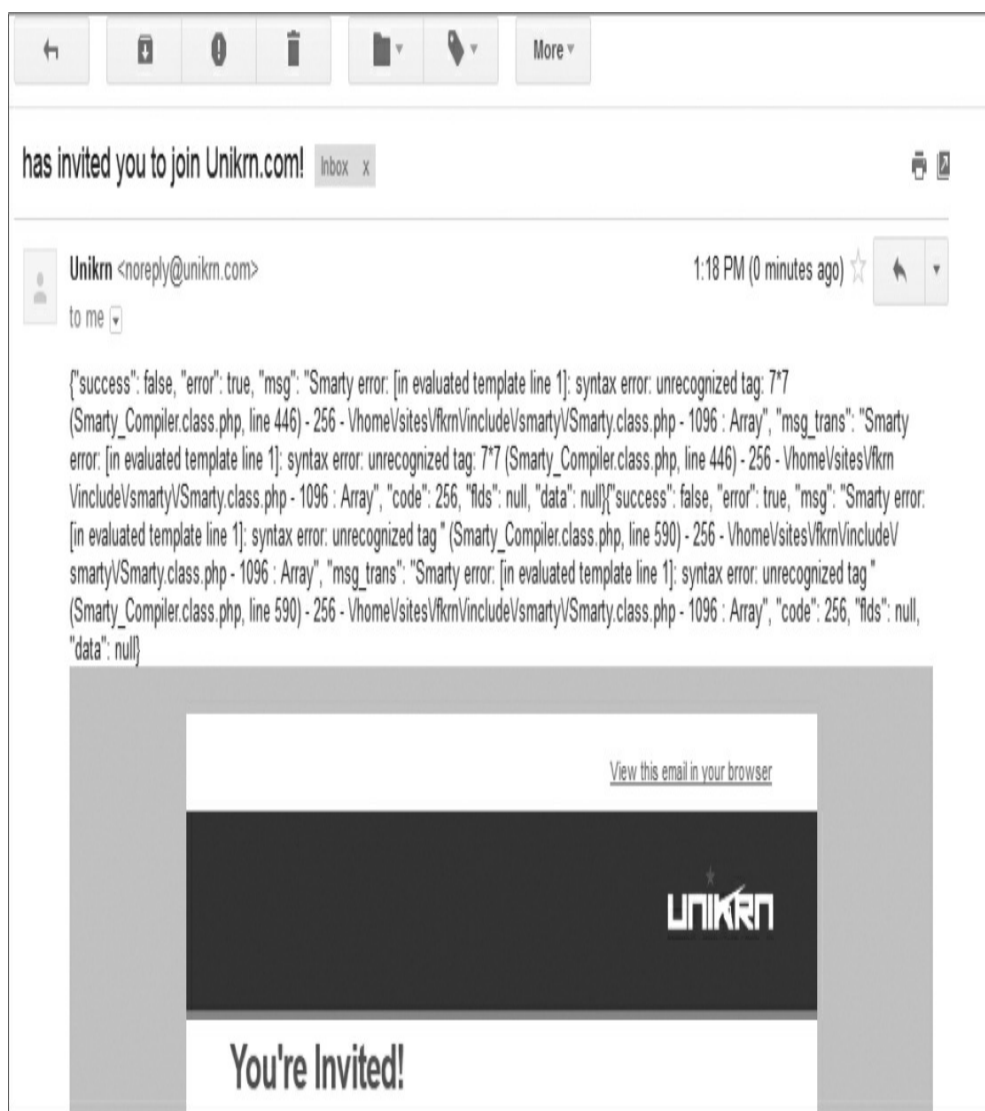 More
has invited you to join Unikrn.com! Inbox x
Unikrn <noreply@unikrn.com> 1:18 PM (0 minutes ago)
to me
{"success": false, "error": true, "msg": "Smarty error: [in evaluated template line 1]: syntax error: unrecognized tag: 7*7
(Smarty_Compiler.class.php, line 446) - 256 - \/home\/sites\/fkrn\/include\/smarty\/Smarty.class.php - 1096 : Array", "msg_trans": "Smarty
error: [in evaluated template line 1]: syntax error: unrecognized tag: 7*7 (Smarty_Compiler.class.php, line 446) - 256 - \/home\/sites\/fkrn
\/include\/smarty\/Smarty.class.php - 1096 : Array", "code": 256, "flds": null, "data": null}{"success": false, "error": true, "msg": "Smarty error:
[in evaluated template line 1]: syntax error: unrecognized tag '' (Smarty_Compiler.class.php, line 590) - 256 - \/home\/sites\/fkrn\/include\/
smarty\/Smarty.class.php - 1096 : Array", "msg_trans": "Smarty error: [in evaluated template line 1]: syntax error: unrecognized tag ''
(Smarty_Compiler.class.php, line 590) - 256 - \/home\/sites\/fkrn\/include\/smarty\/Smarty.class.php - 1096 : Array", "code": 256, "flds": null,
"data": null}
View this email in your browser
UNIKRN
You're Invited!